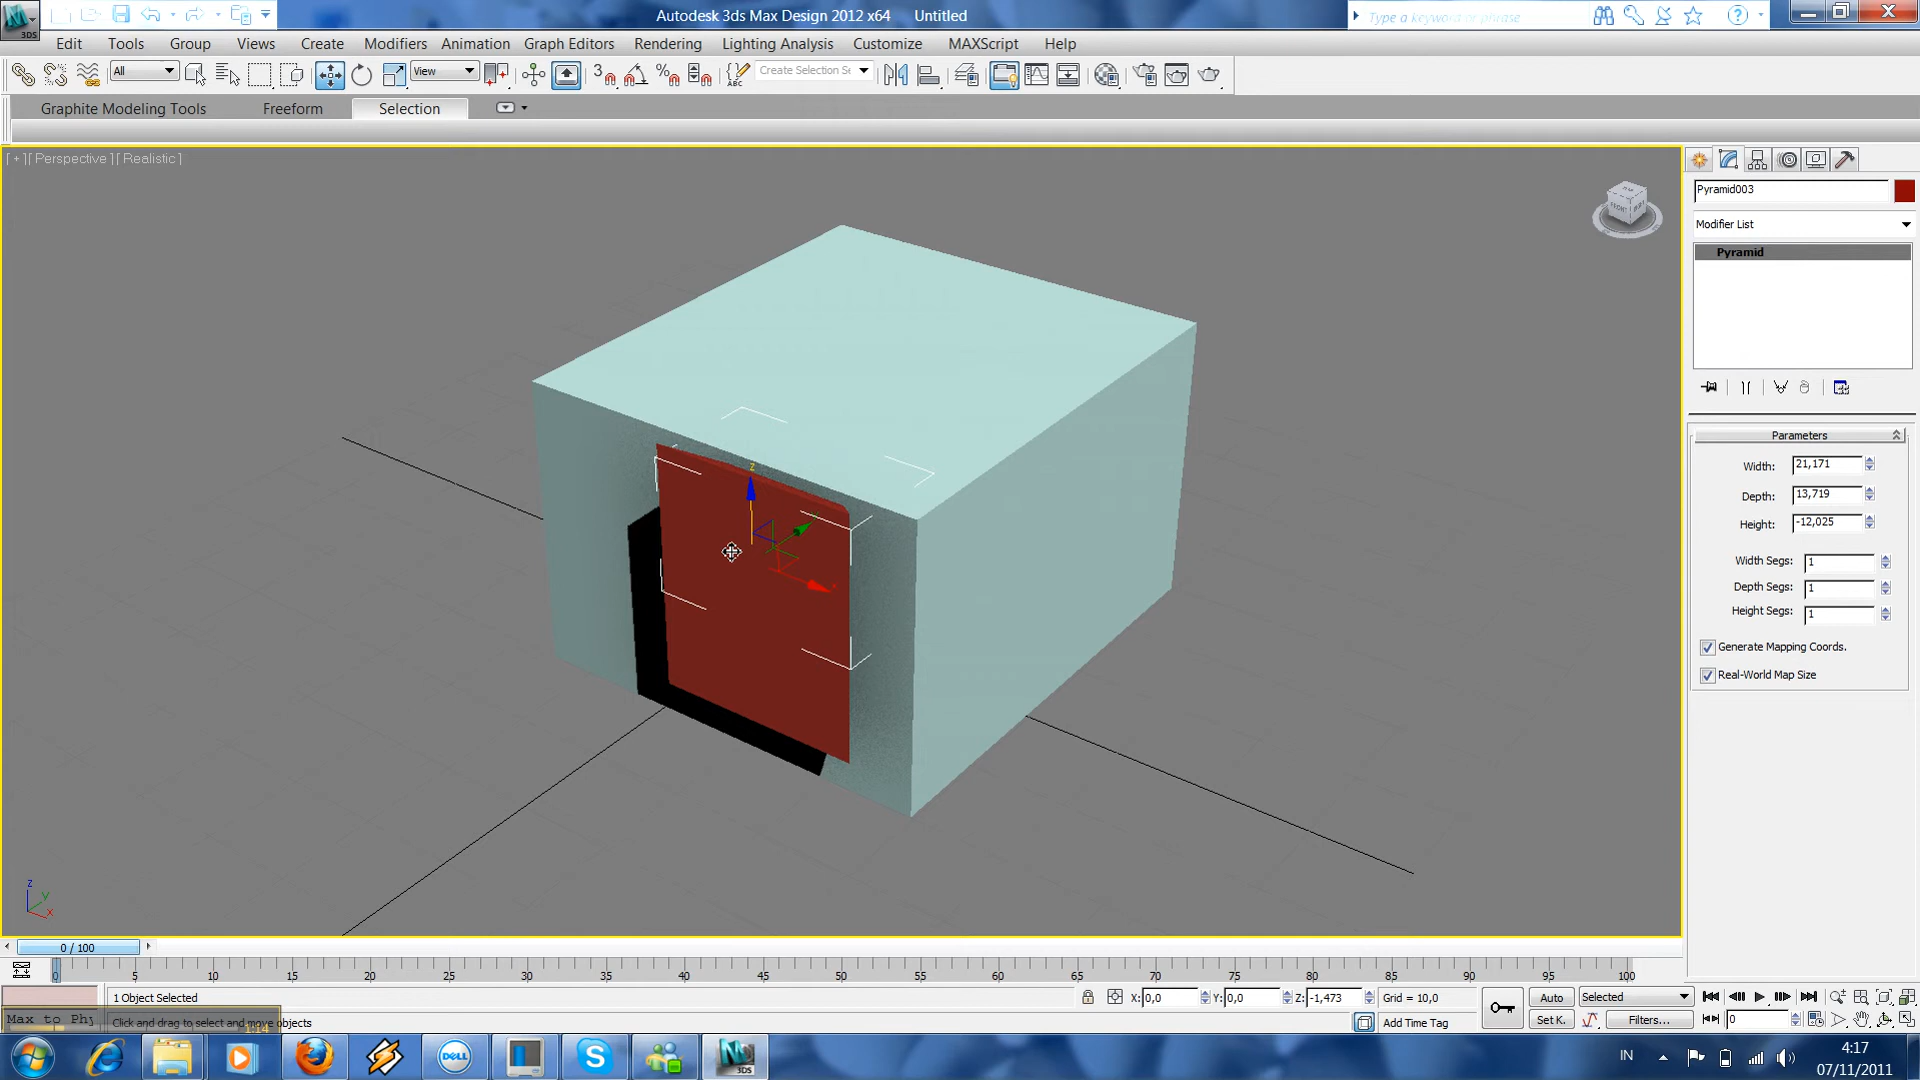 Autodesk 3ds Max Design 2012 x64 Untitled
Type a keyword or phrase
3DS
Edit Tools Group Views Create Modifiers Animation Graph Editors Rendering Lighting Analysis Customize MAXScript Help
All View Create Selection Se
Graphite Modeling Tools Freeform Selection
[ + ][ Perspective ][ Realistic ]
Pyramid003
Modifier List
Pyramid
Parameters
Width: 21,171
Depth: 13,719
Height: -12,025
Width Segs: 1
Depth Segs: 1
Height Segs: 1
Generate Mapping Coords.
Real-World Map Size
FRONT
z
z
y
x
0 / 100
0 5 10 15 20 25 30 35 40 45 50 55 60 65 70 75 80 85 90 95 100
1 Object Selected X: 0,0 Y: 0,0 Z: -1,473 Grid = 10,0 Auto Selected
Max to Phy Click and drag to select and move objects Add Time Tag Set K. Filters... 0
DELL
3DS
IN 4:17
07/11/2011